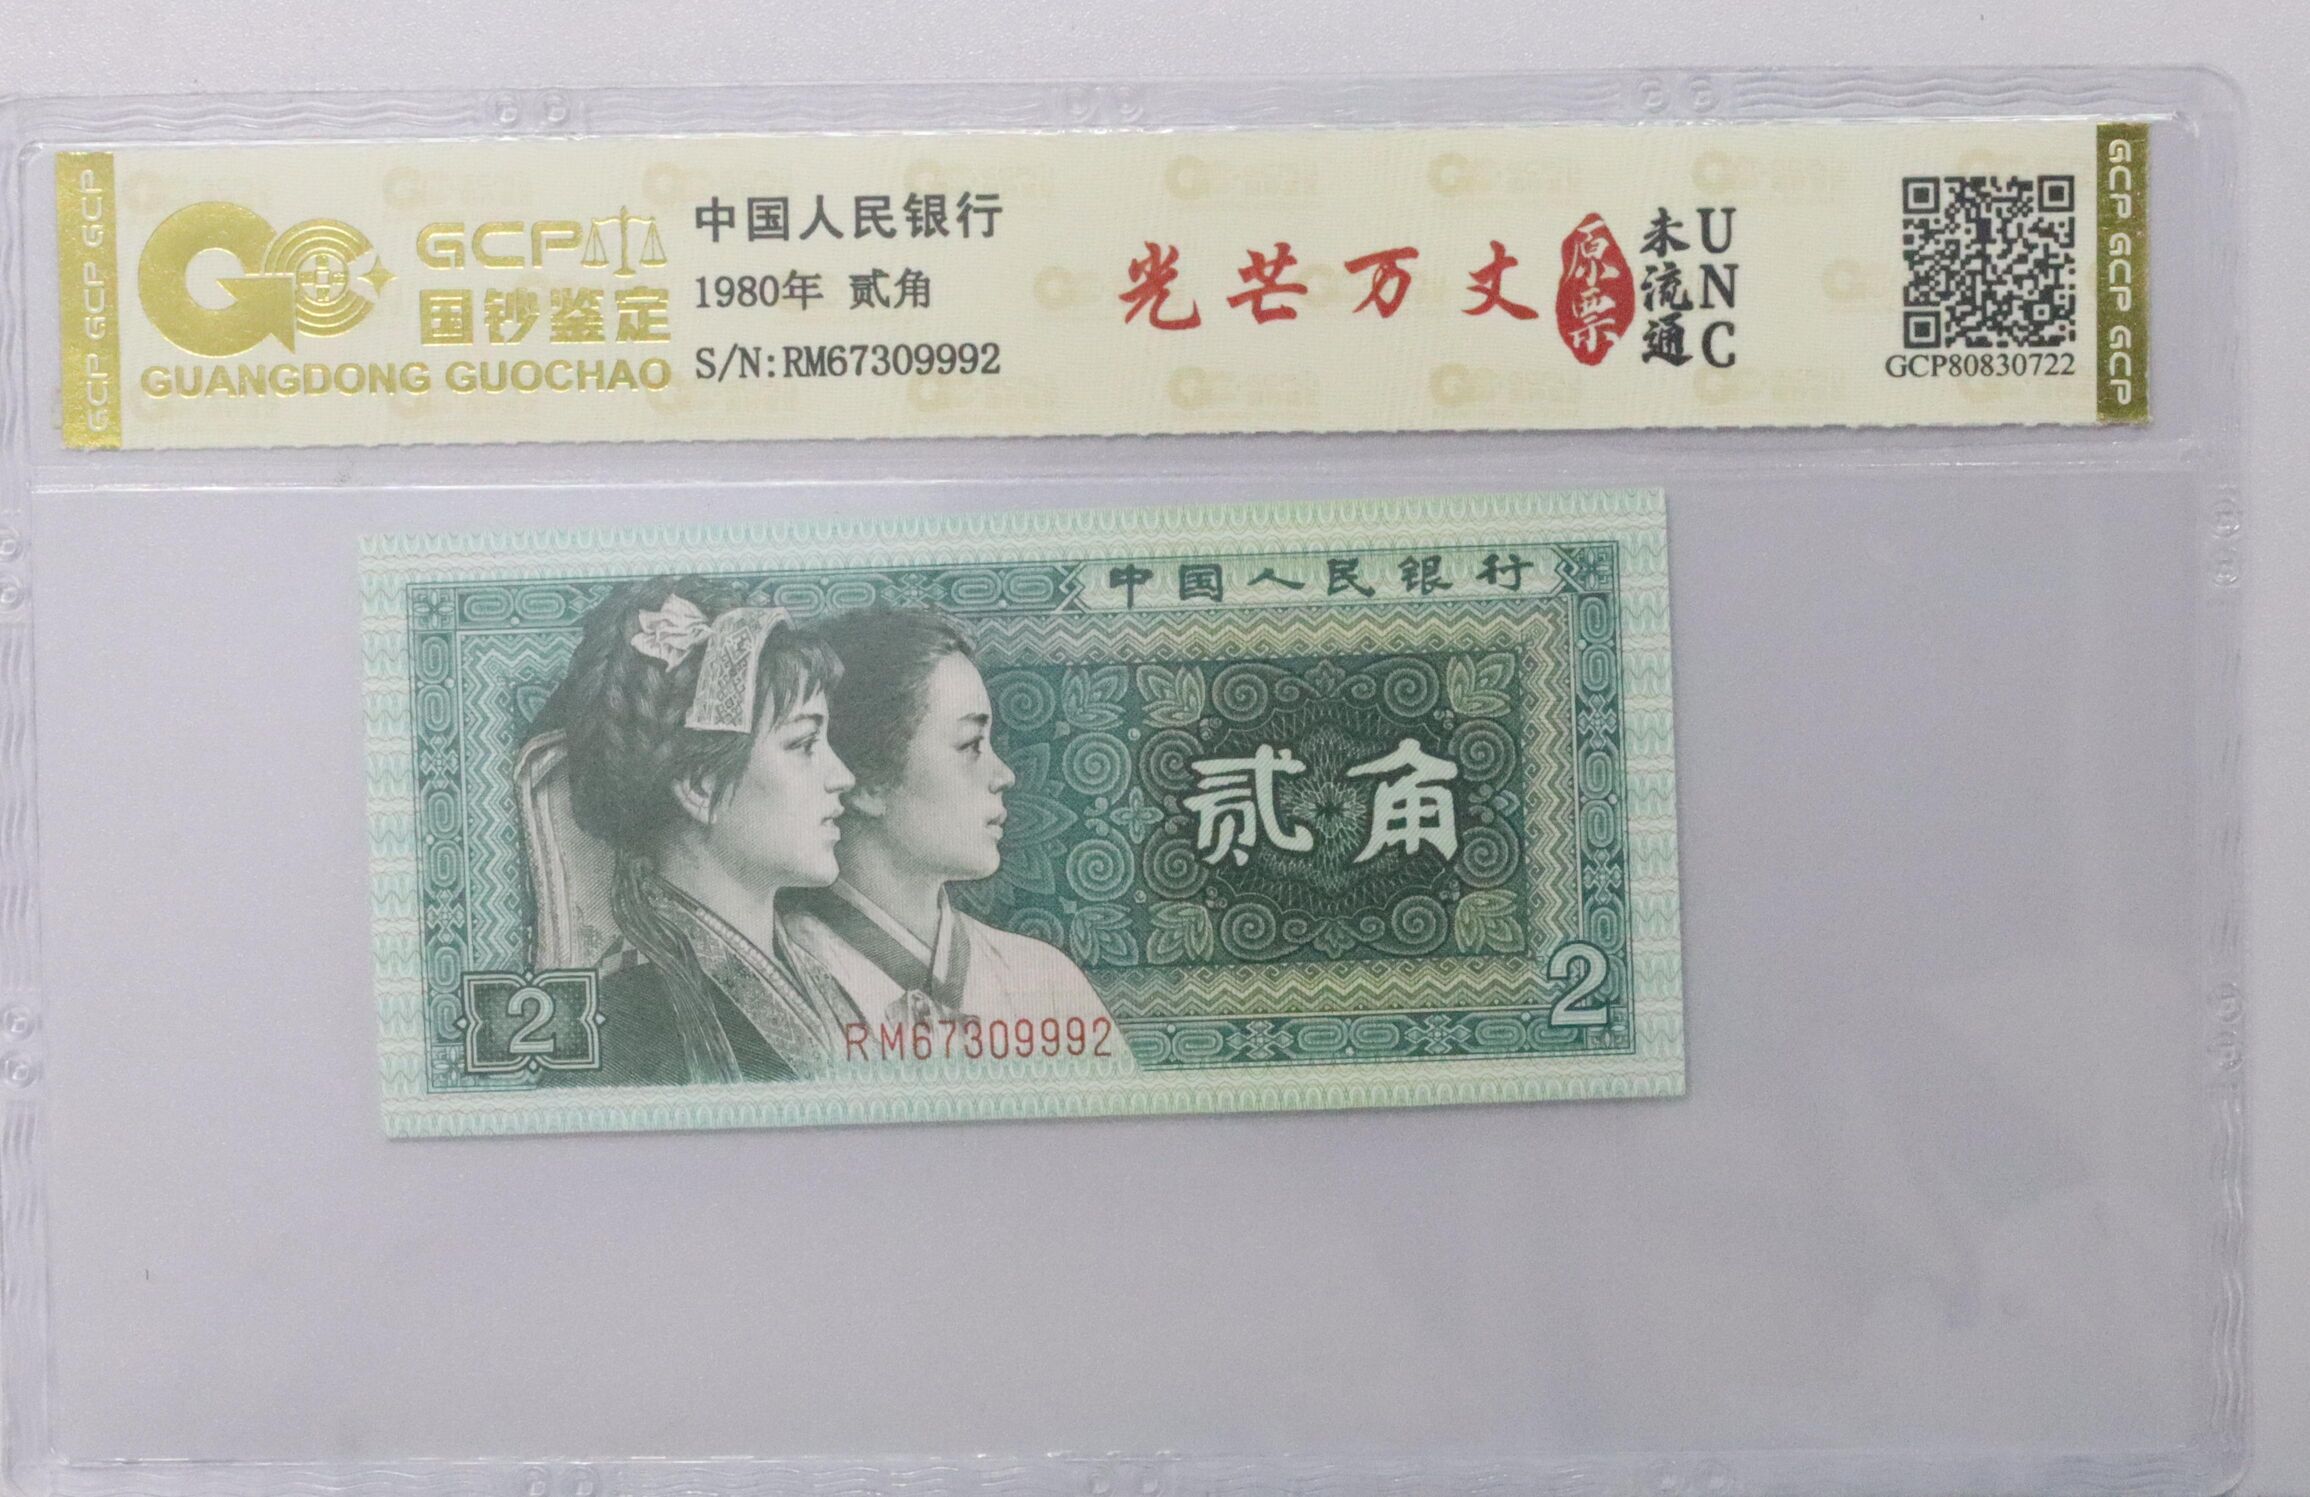 GCP GCP GCP
GCP
国钞鉴定
GUANGDONG GUOCHAO
中国人民银行
1980年 贰角
S/N:RM67309992
光芒万丈
原票
未流通
UNC
GCP80830722
GCP GCP GCP
中国人民银行
贰角
2
2
RM67309992